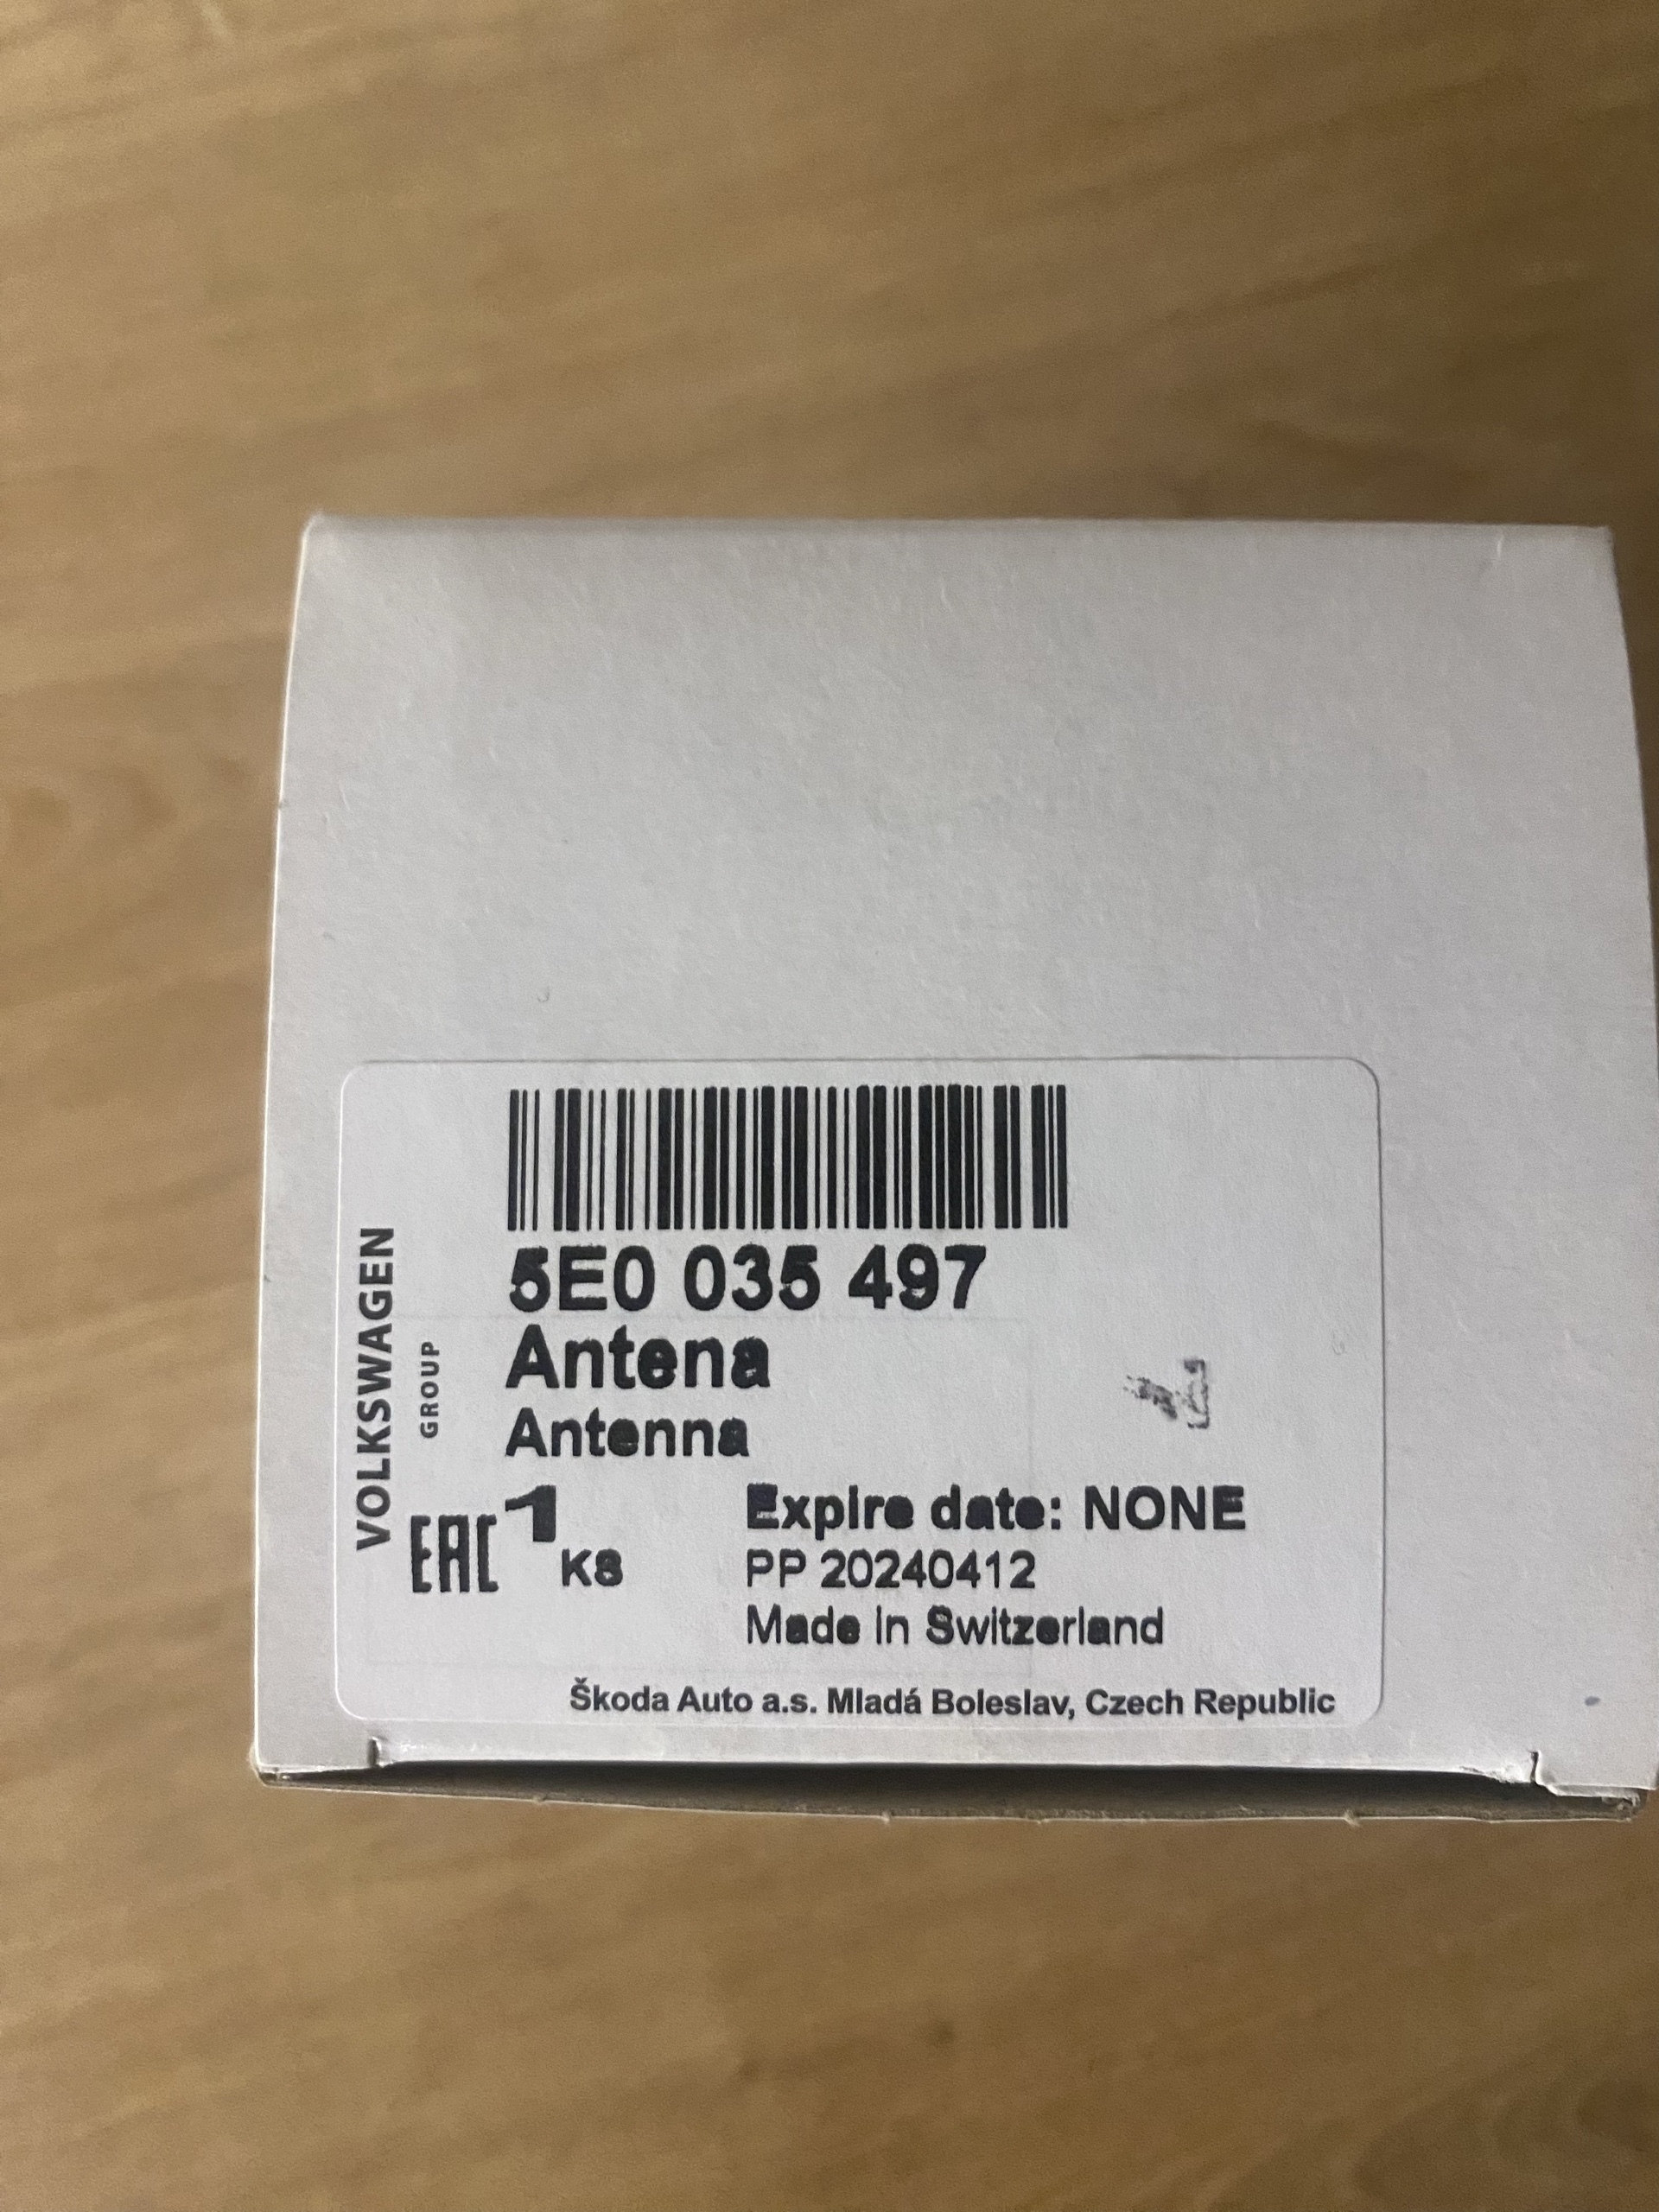 VOLKSWAGEN
GROUP
5E0 035 497
Antena
Antenna
EAC
1 KS
Expire date: NONE
PP 20240412
Made in Switzerland
Škoda Auto a.s. Mladá Boleslav, Czech Republic